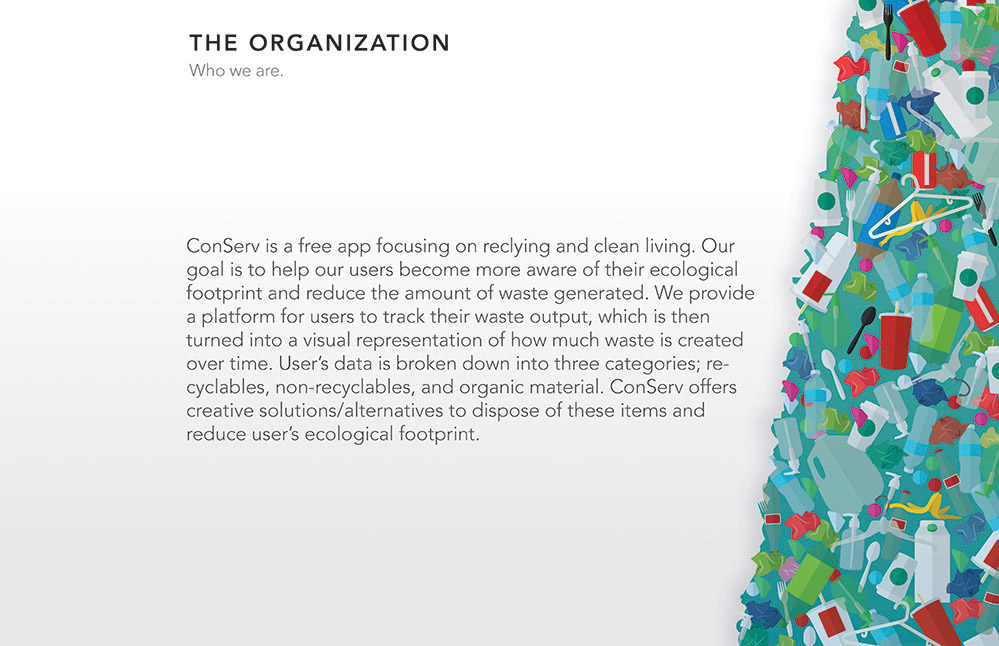 THE ORGANIZATION
Who we are.
ConServ is a free app focusing on reclying and clean living. Our
goal is to help our users become more aware of their ecological
footprint and reduce the amount of waste generated. We provide
a platform for users to track their waste output, which is then
turned into a visual representation of how much waste is created
over time. User’s data is broken down into three categories; re-
cyclables, non-recyclables, and organic material. ConServ offers
creative solutions/alternatives to dispose of these items and
reduce user’s ecological footprint.